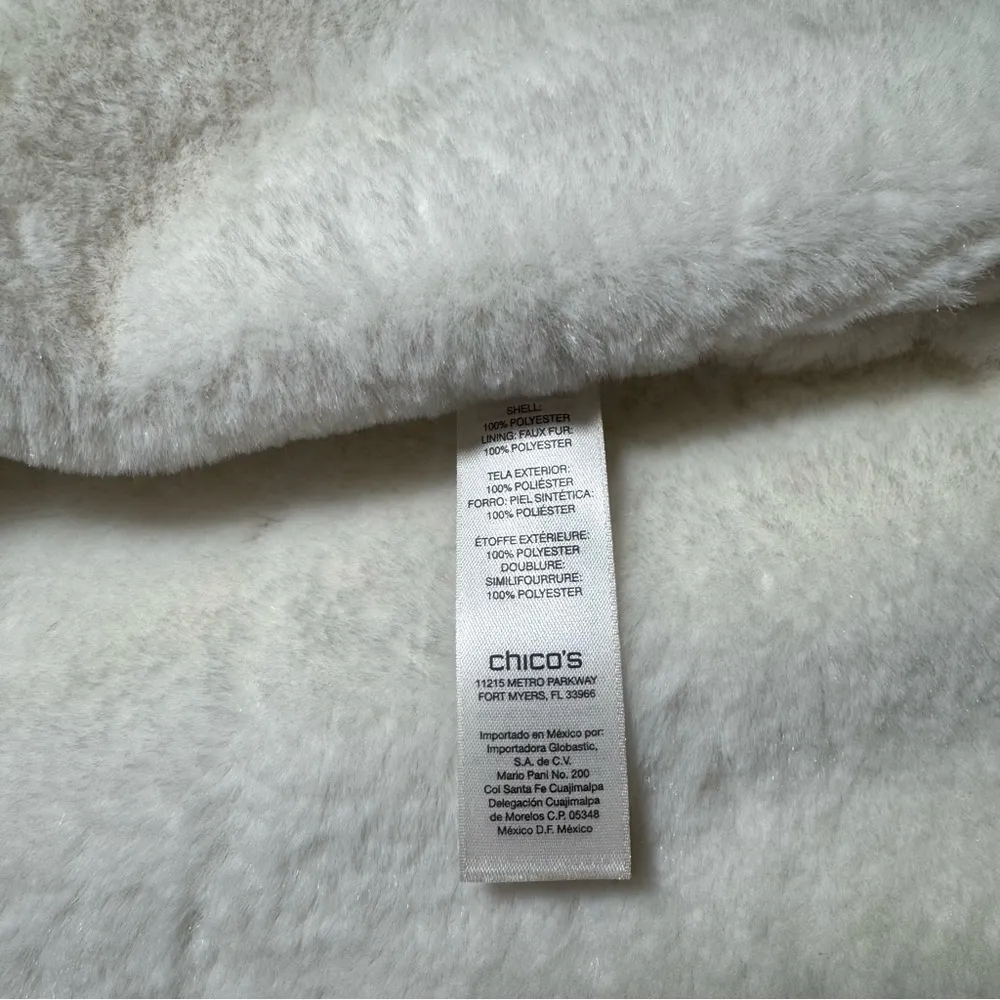 SHELL:
100% POLYESTER
LINING: FAUX FUR:
100% POLYESTER
TELA EXTERIOR:
100% POLIÉSTER
FORRO: PIEL SINTÉTICA:
100% POLIÉSTER
ÉTOFFE EXTÉRIEURE:
100% POLYESTER
DOUBLURE:
SIMILIFOURRURE:
100% POLYESTER
chico's
11215 METRO PARKWAY
FORT MYERS, FL 33966
Importado en México por:
Importadora Globastic,
S.A. de C.V.
Mario Pani No. 200
Col Santa Fe Cuajimalpa
Delegación Cuajimalpa
de Morelos C.P. 05348
México D.F. México